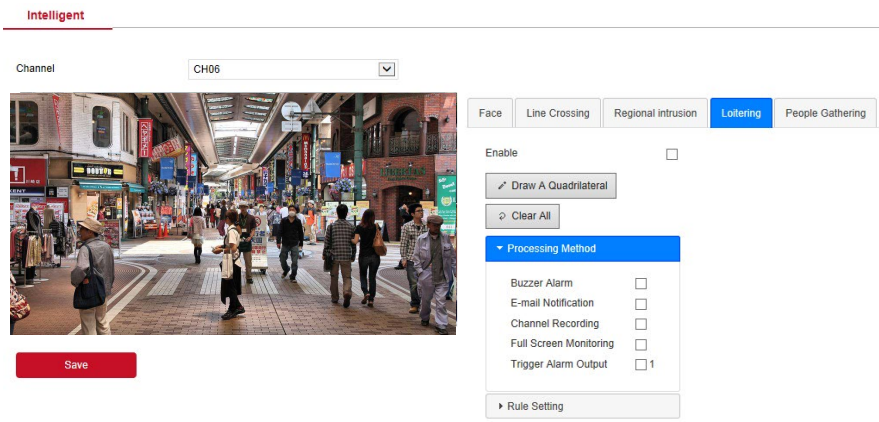 Intelligent
Channel
CH06
Face
Line Crossing
Regional intrusion
Loitering
People Gathering
Enable
Draw A Quadrilateral
Clear All
Processing Method
Buzzer Alarm
E-mail Notification
Channel Recording
Full Screen Monitoring
Trigger Alarm Output 1
Save
Rule Setting